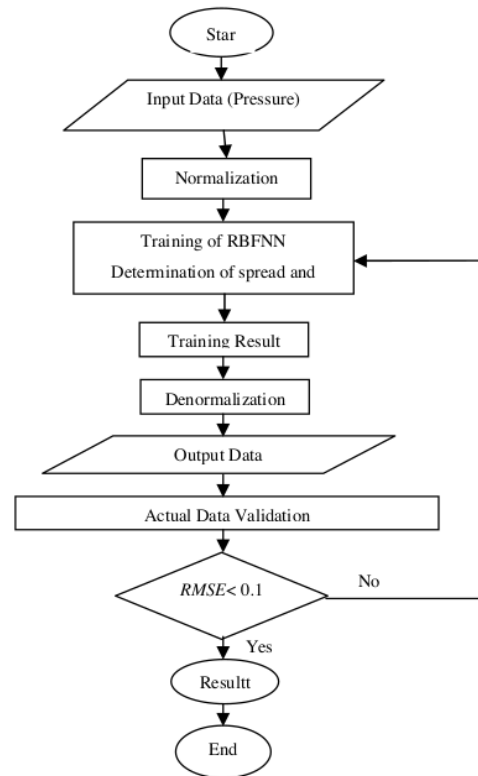 Star
Input Data (Pressure)
Normalization
Training of RBFNN
Determination of spread and
Training Result
Denormalization
Output Data
Actual Data Validation
RMSE< 0.1
No
Yes
Resultt
End